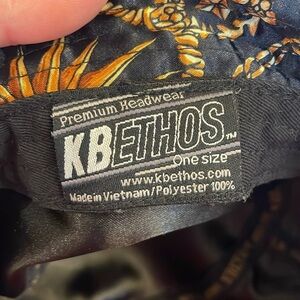 Premium Headwear
KBETHOS™
One size
www.kbethos.com
Made in Vietnam/Polyester 100%